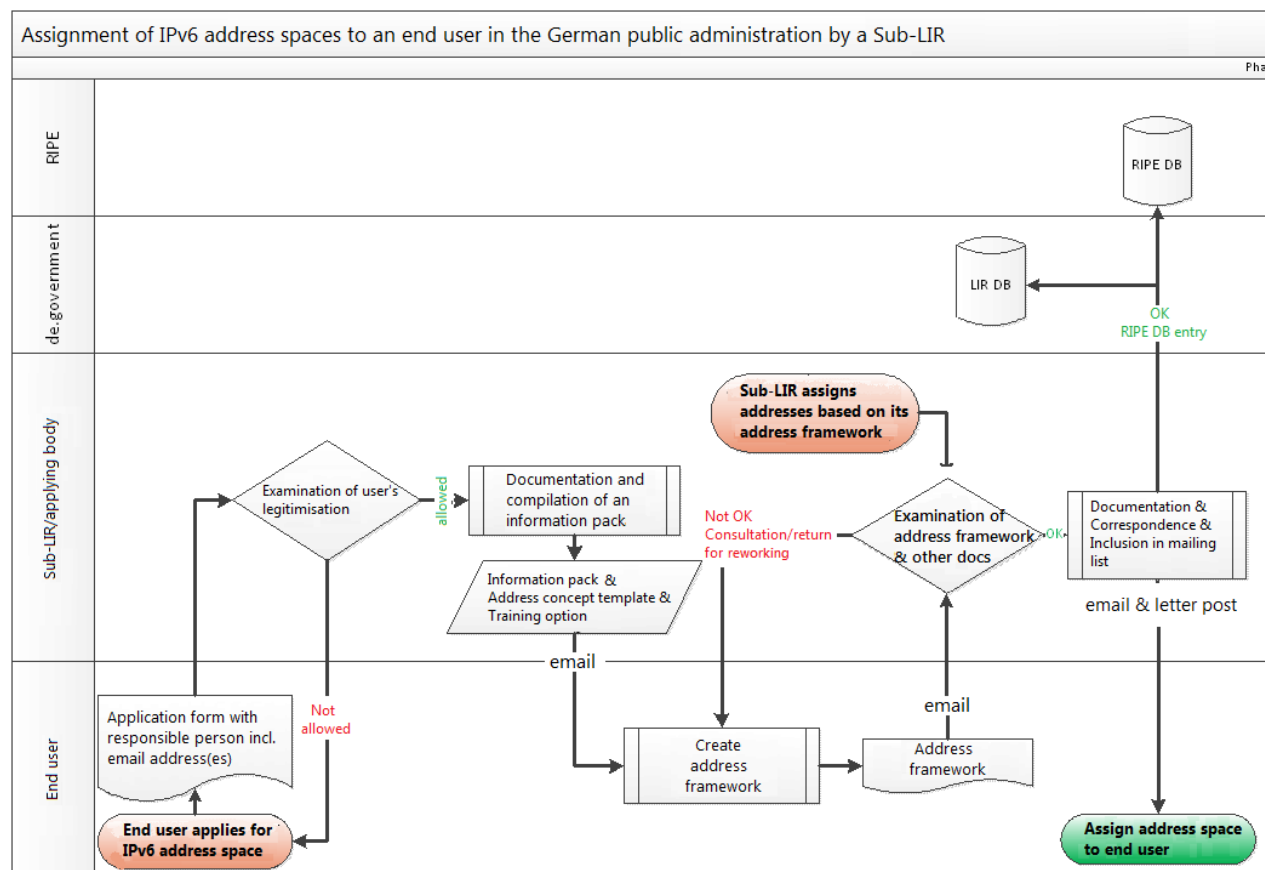 Assignment of IPv6 address spaces to an end user in the German public administration by a Sub-LIR
Pha
RIPE
RIPE DB
de.government
LIR DB
OK
RIPE DB entry
Sub-LIR/applying body
Sub-LIR assigns
addresses based on its
address framework
Examination of user's
legitimisation
allowed
Documentation and
compilation of an
information pack
Not OK
Consultation/return
for reworking
Examination of
address framework
& other docs
OK
Documentation &
Correspondence &
Inclusion in mailing
list
Information pack &
Address concept template &
Training option
email & letter post
email
End user
Application form with
responsible person incl.
email address(es)
Not
allowed
email
Create
address
framework
Address
framework
End user applies for
IPv6 address space
Assign address space
to end user